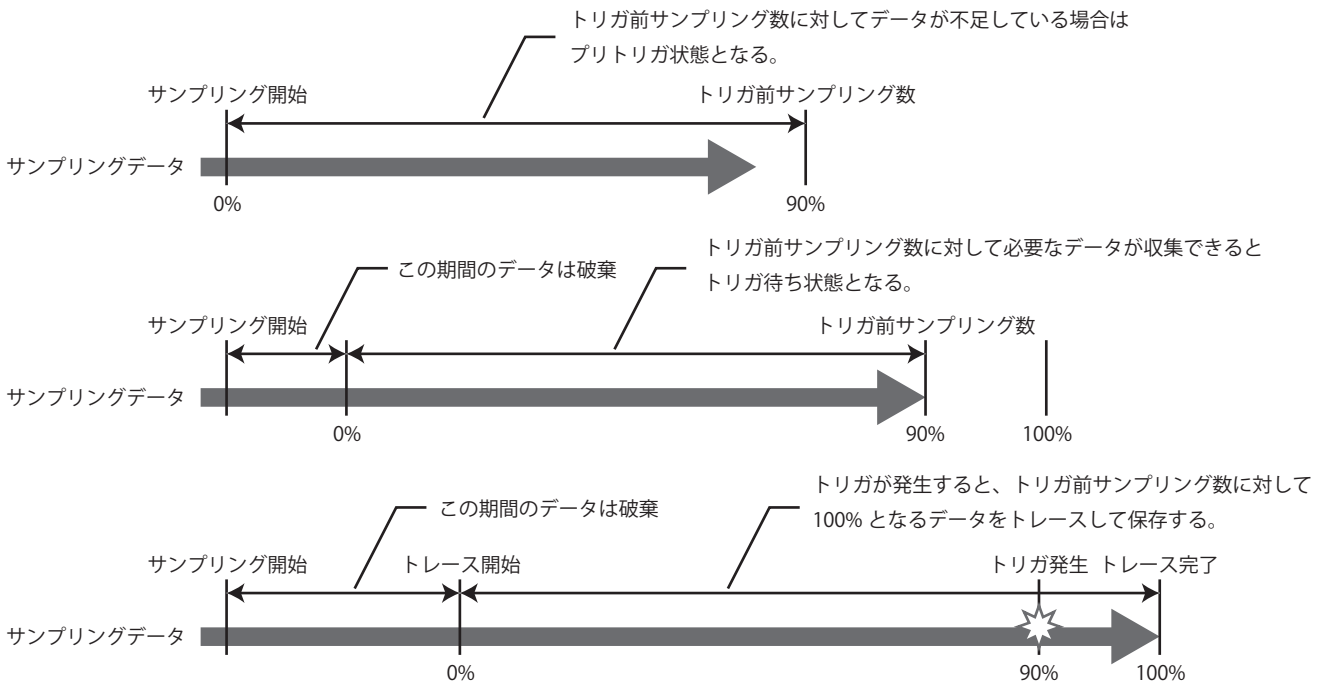 トリガ前サンプリング数に対してデータが不足している場合は
プリトリガ状態となる。
サンプリング開始
トリガ前サンプリング数
サンプリングデータ
0%
90%
トリガ前サンプリング数に対して必要なデータが収集できると
トリガ待ち状態となる。
この期間のデータは破棄
サンプリング開始
トリガ前サンプリング数
サンプリングデータ
0%
90%
100%
トリガが発生すると、トリガ前サンプリング数に対して
100% となるデータをトレースして保存する。
この期間のデータは破棄
サンプリング開始
トレース開始
トリガ発生
トレース完了
サンプリングデータ
0%
90%
100%